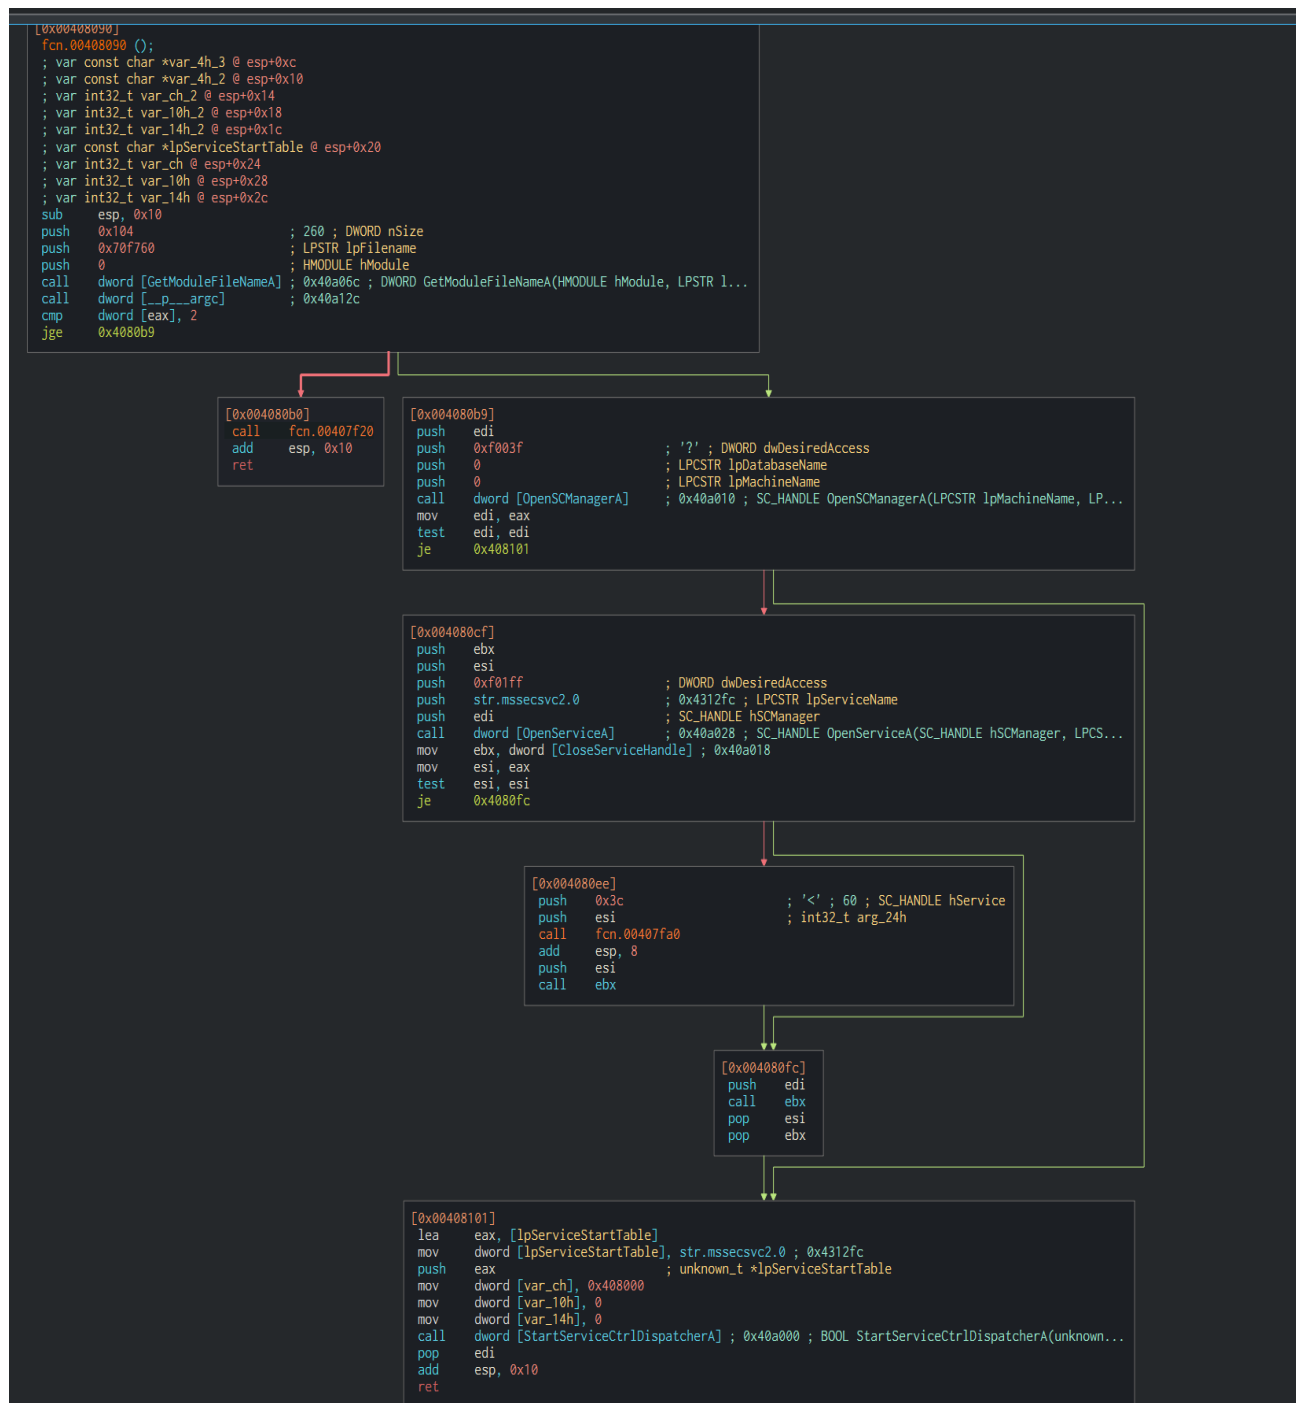 [0x00408090]
fcn.00408090 ();
; var const char *var_4h_3 @ esp+0xc
; var const char *var_4h_2 @ esp+0x10
; var int32_t var_ch_2 @ esp+0x14
; var int32_t var_10h_2 @ esp+0x18
; var int32_t var_14h_2 @ esp+0x1c
; var const char *lpServiceStartTable @ esp+0x20
; var int32_t var_ch @ esp+0x24
; var int32_t var_10h @ esp+0x28
; var int32_t var_14h @ esp+0x2c
sub esp, 0x10
push 0x104 ; 260 ; DWORD nSize
push 0x70f760 ; LPSTR lpFilename
push 0 ; HMODULE hModule
call dword [GetModuleFileNameA] ; 0x40a06c ; DWORD GetModuleFileNameA(HMODULE hModule, LPSTR l...
call dword [__p___argc] ; 0x40a12c
cmp dword [eax], 2
jge 0x4080b9
[0x004080b0]
call fcn.00407f20
add esp, 0x10
ret
[0x004080b9]
push edi
push 0xf003f ; '?' ; DWORD dwDesiredAccess
push 0 ; LPCSTR lpDatabaseName
push 0 ; LPCSTR lpMachineName
call dword [OpenSCManagerA] ; 0x40a010 ; SC_HANDLE OpenSCManagerA(LPCSTR lpMachineName, LP...
mov edi, eax
test edi, edi
je 0x408101
[0x004080cf]
push ebx
push esi
push 0xf01ff ; DWORD dwDesiredAccess
push str.mssecsvc2.0 ; 0x4312fc ; LPCSTR lpServiceName
push edi ; SC_HANDLE hSCManager
call dword [OpenServiceA] ; 0x40a028 ; SC_HANDLE OpenServiceA(SC_HANDLE hSCManager, LPCS...
mov ebx, dword [CloseServiceHandle] ; 0x40a018
mov esi, eax
test esi, esi
je 0x4080fc
[0x004080ee]
push 0x3c ; '<' ; 60 ; SC_HANDLE hService
push esi ; int32_t arg_24h
call fcn.00407fa0
add esp, 8
push esi
call ebx
[0x004080fc]
push edi
call ebx
pop esi
pop ebx
[0x00408101]
lea eax, [lpServiceStartTable]
mov dword [lpServiceStartTable], str.mssecsvc2.0 ; 0x4312fc
push eax ; unknown_t *lpServiceStartTable
mov dword [var_ch], 0x408000
mov dword [var_10h], 0
mov dword [var_14h], 0
call dword [StartServiceCtrlDispatcherA] ; 0x40a000 ; BOOL StartServiceCtrlDispatcherA(unknown...
pop edi
add esp, 0x10
ret